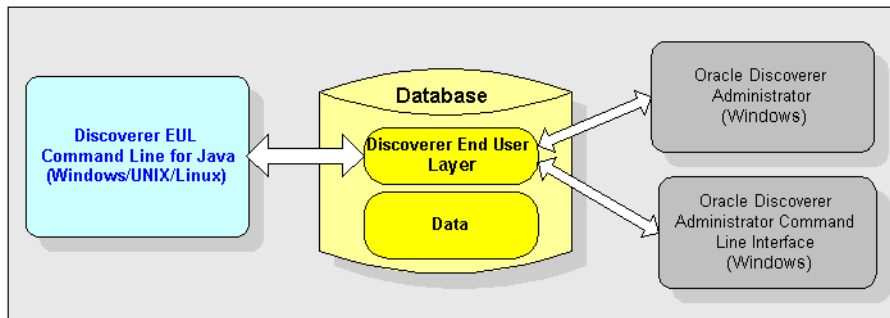 Discoverer EUL
Command Line for Java
(Windows/UNIX/Linux)
Database
Discoverer End User
Layer
Data
Oracle Discoverer
Administrator
(Windows)
Oracle Discoverer
Administrator Command
Line Interface
(Windows)